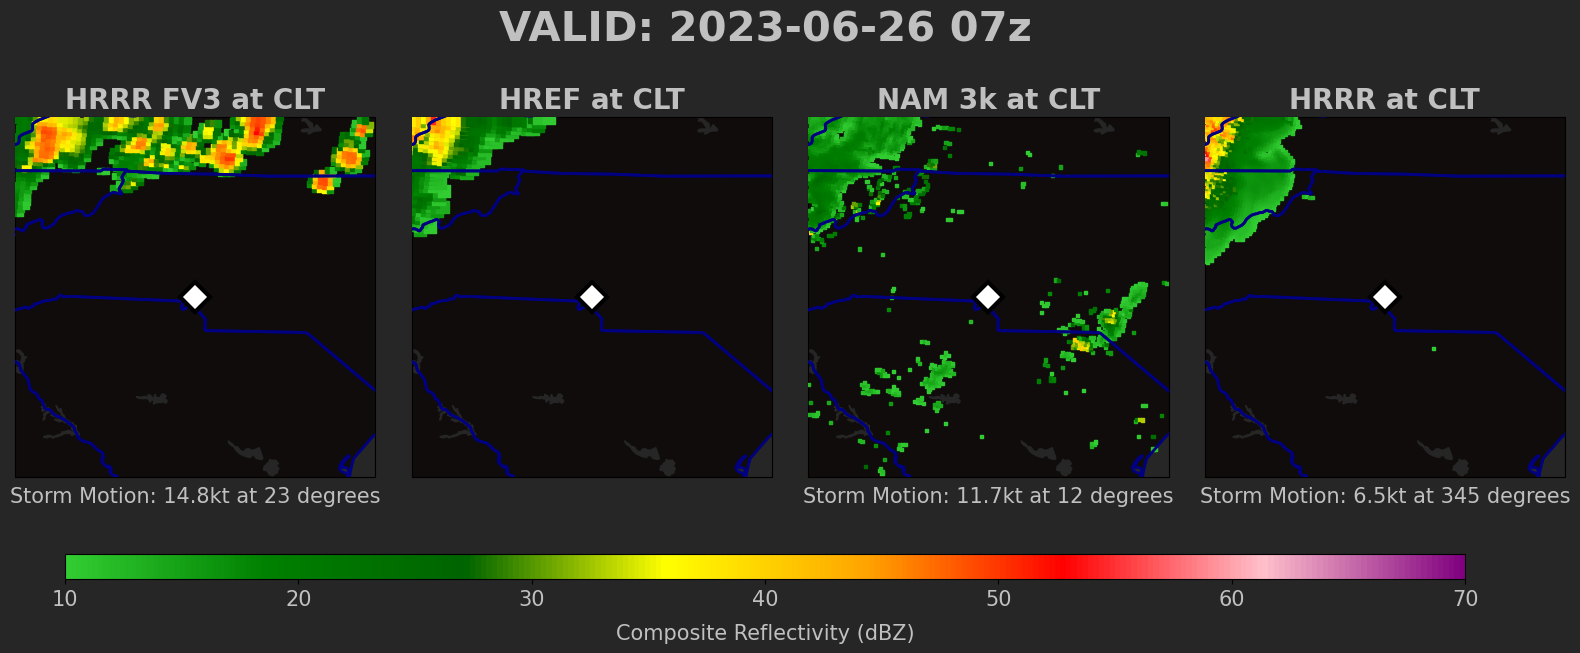 VALID: 2023-06-26 07z
HRRR FV3 at CLT
HREF at CLT
NAM 3k at CLT
HRRR at CLT
Storm Motion: 14.8kt at 23 degrees
Storm Motion: 11.7kt at 12 degrees
Storm Motion: 6.5kt at 345 degrees
10 20 30 40 50 60 70
Composite Reflectivity (dBZ)